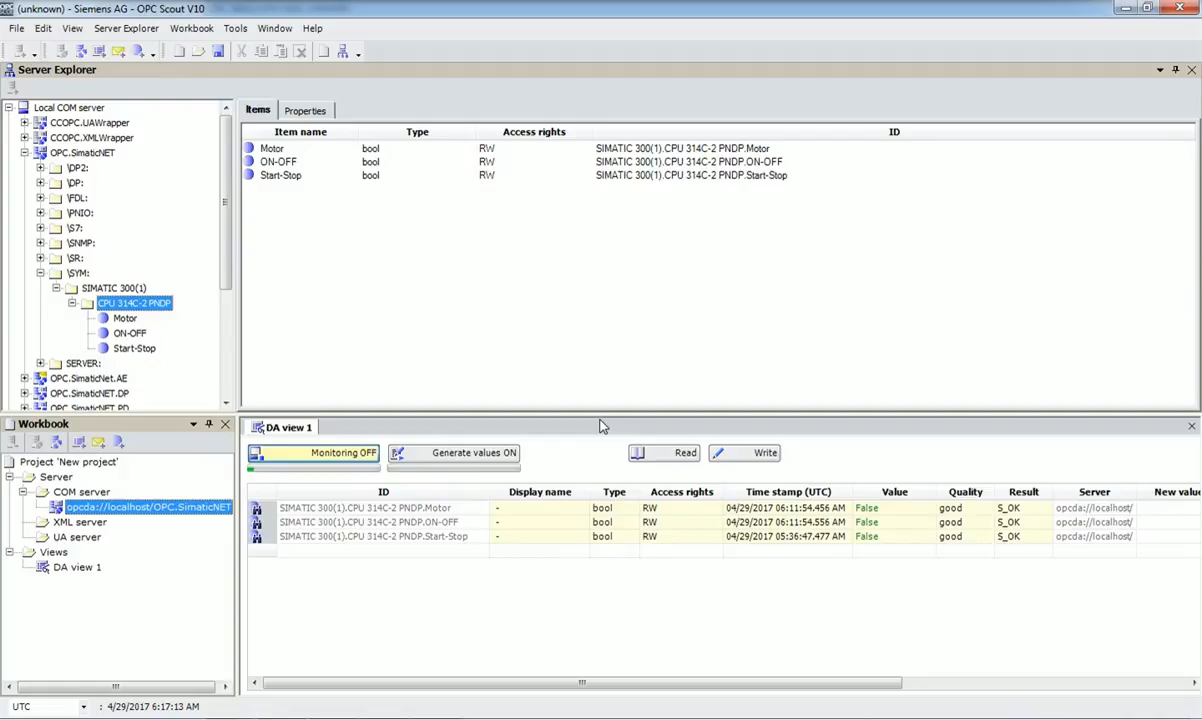 (unknown) - Siemens AG - OPC Scout V10
File Edit View Server Explorer Workbook Tools Window Help
Server Explorer
Local COM server
CCOPC.UAWrapper
CCOPC.XMLWrapper
OPC.SimaticNET
\DP2:
\DP:
\FDL:
\PNIO:
\S7:
\SNMP:
\SR:
\SYM:
SIMATIC 300(1)
CPU 314C-2 PNDP
Motor
ON-OFF
Start-Stop
SERVER:
OPC.SimaticNet.AE
OPC.SimaticNET.DP
OPC.SimaticNET.PD
Items Properties
Item name Type Access rights ID
Motor bool RW SIMATIC 300(1).CPU 314C-2 PNDP.Motor
ON-OFF bool RW SIMATIC 300(1).CPU 314C-2 PNDP.ON-OFF
Start-Stop bool RW SIMATIC 300(1).CPU 314C-2 PNDP.Start-Stop
Workbook
Project 'New project'
Server
COM server
opcda://localhost/OPC.SimaticNET
XML server
UA server
Views
DA view 1
DA view 1
Monitoring OFF Generate values ON Read Write
ID Display name Type Access rights Time stamp (UTC) Value Quality Result Server New value
SIMATIC 300(1).CPU 314C-2 PNDP.Motor - bool RW 04/29/2017 06:11:54.456 AM False good S_OK opcda://localhost/
SIMATIC 300(1).CPU 314C-2 PNDP.ON-OFF - bool RW 04/29/2017 06:11:54.556 AM False good S_OK opcda://localhost/
SIMATIC 300(1).CPU 314C-2 PNDP.Start-Stop - bool RW 04/29/2017 05:36:47.477 AM False good S_OK opcda://localhost/
UTC : 4/29/2017 6:17:13 AM